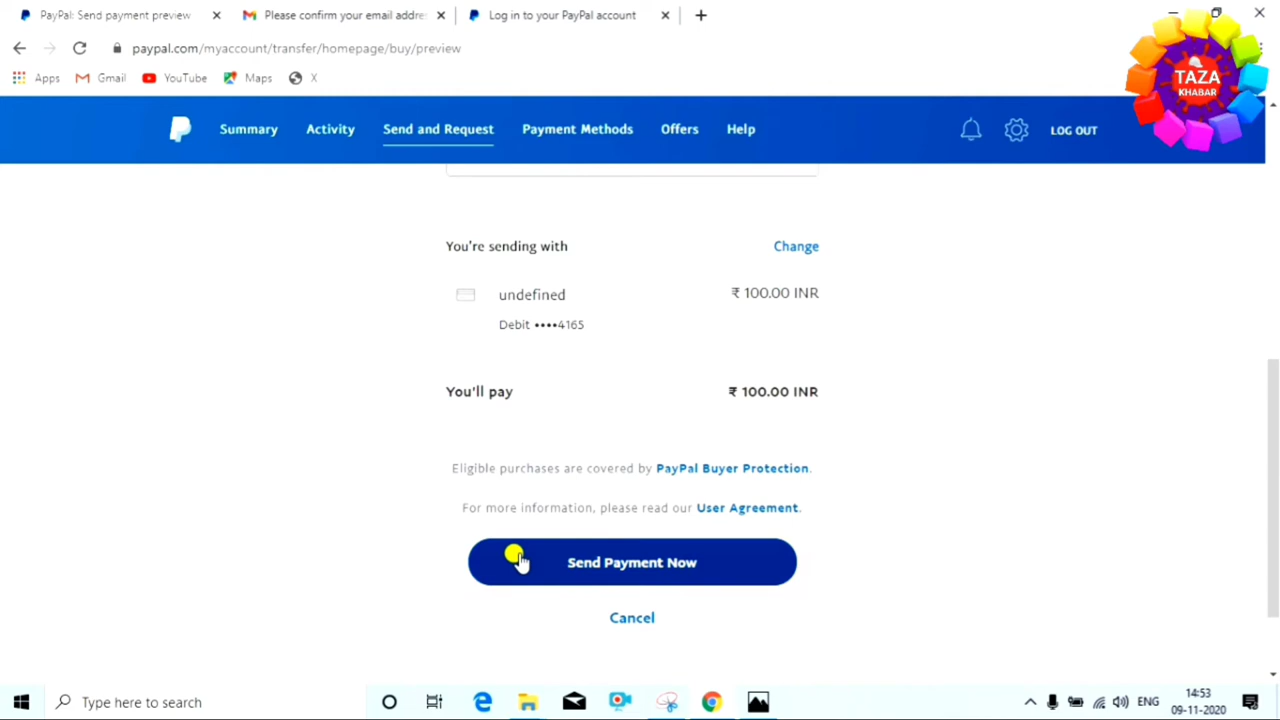 PayPal: Send payment preview
Please confirm your email addre
Log in to your PayPal account
paypal.com/myaccount/transfer/homepage/buy/preview
Apps Gmail YouTube Maps X
TAZA
KHABAR
Summary Activity Send and Request Payment Methods Offers Help LOG OUT
You're sending with Change
undefined ₹ 100.00 INR
Debit ••••4165
You'll pay ₹ 100.00 INR
Eligible purchases are covered by PayPal Buyer Protection.
For more information, please read our User Agreement.
Send Payment Now
Cancel
Type here to search
ENG
14:53
09-11-2020